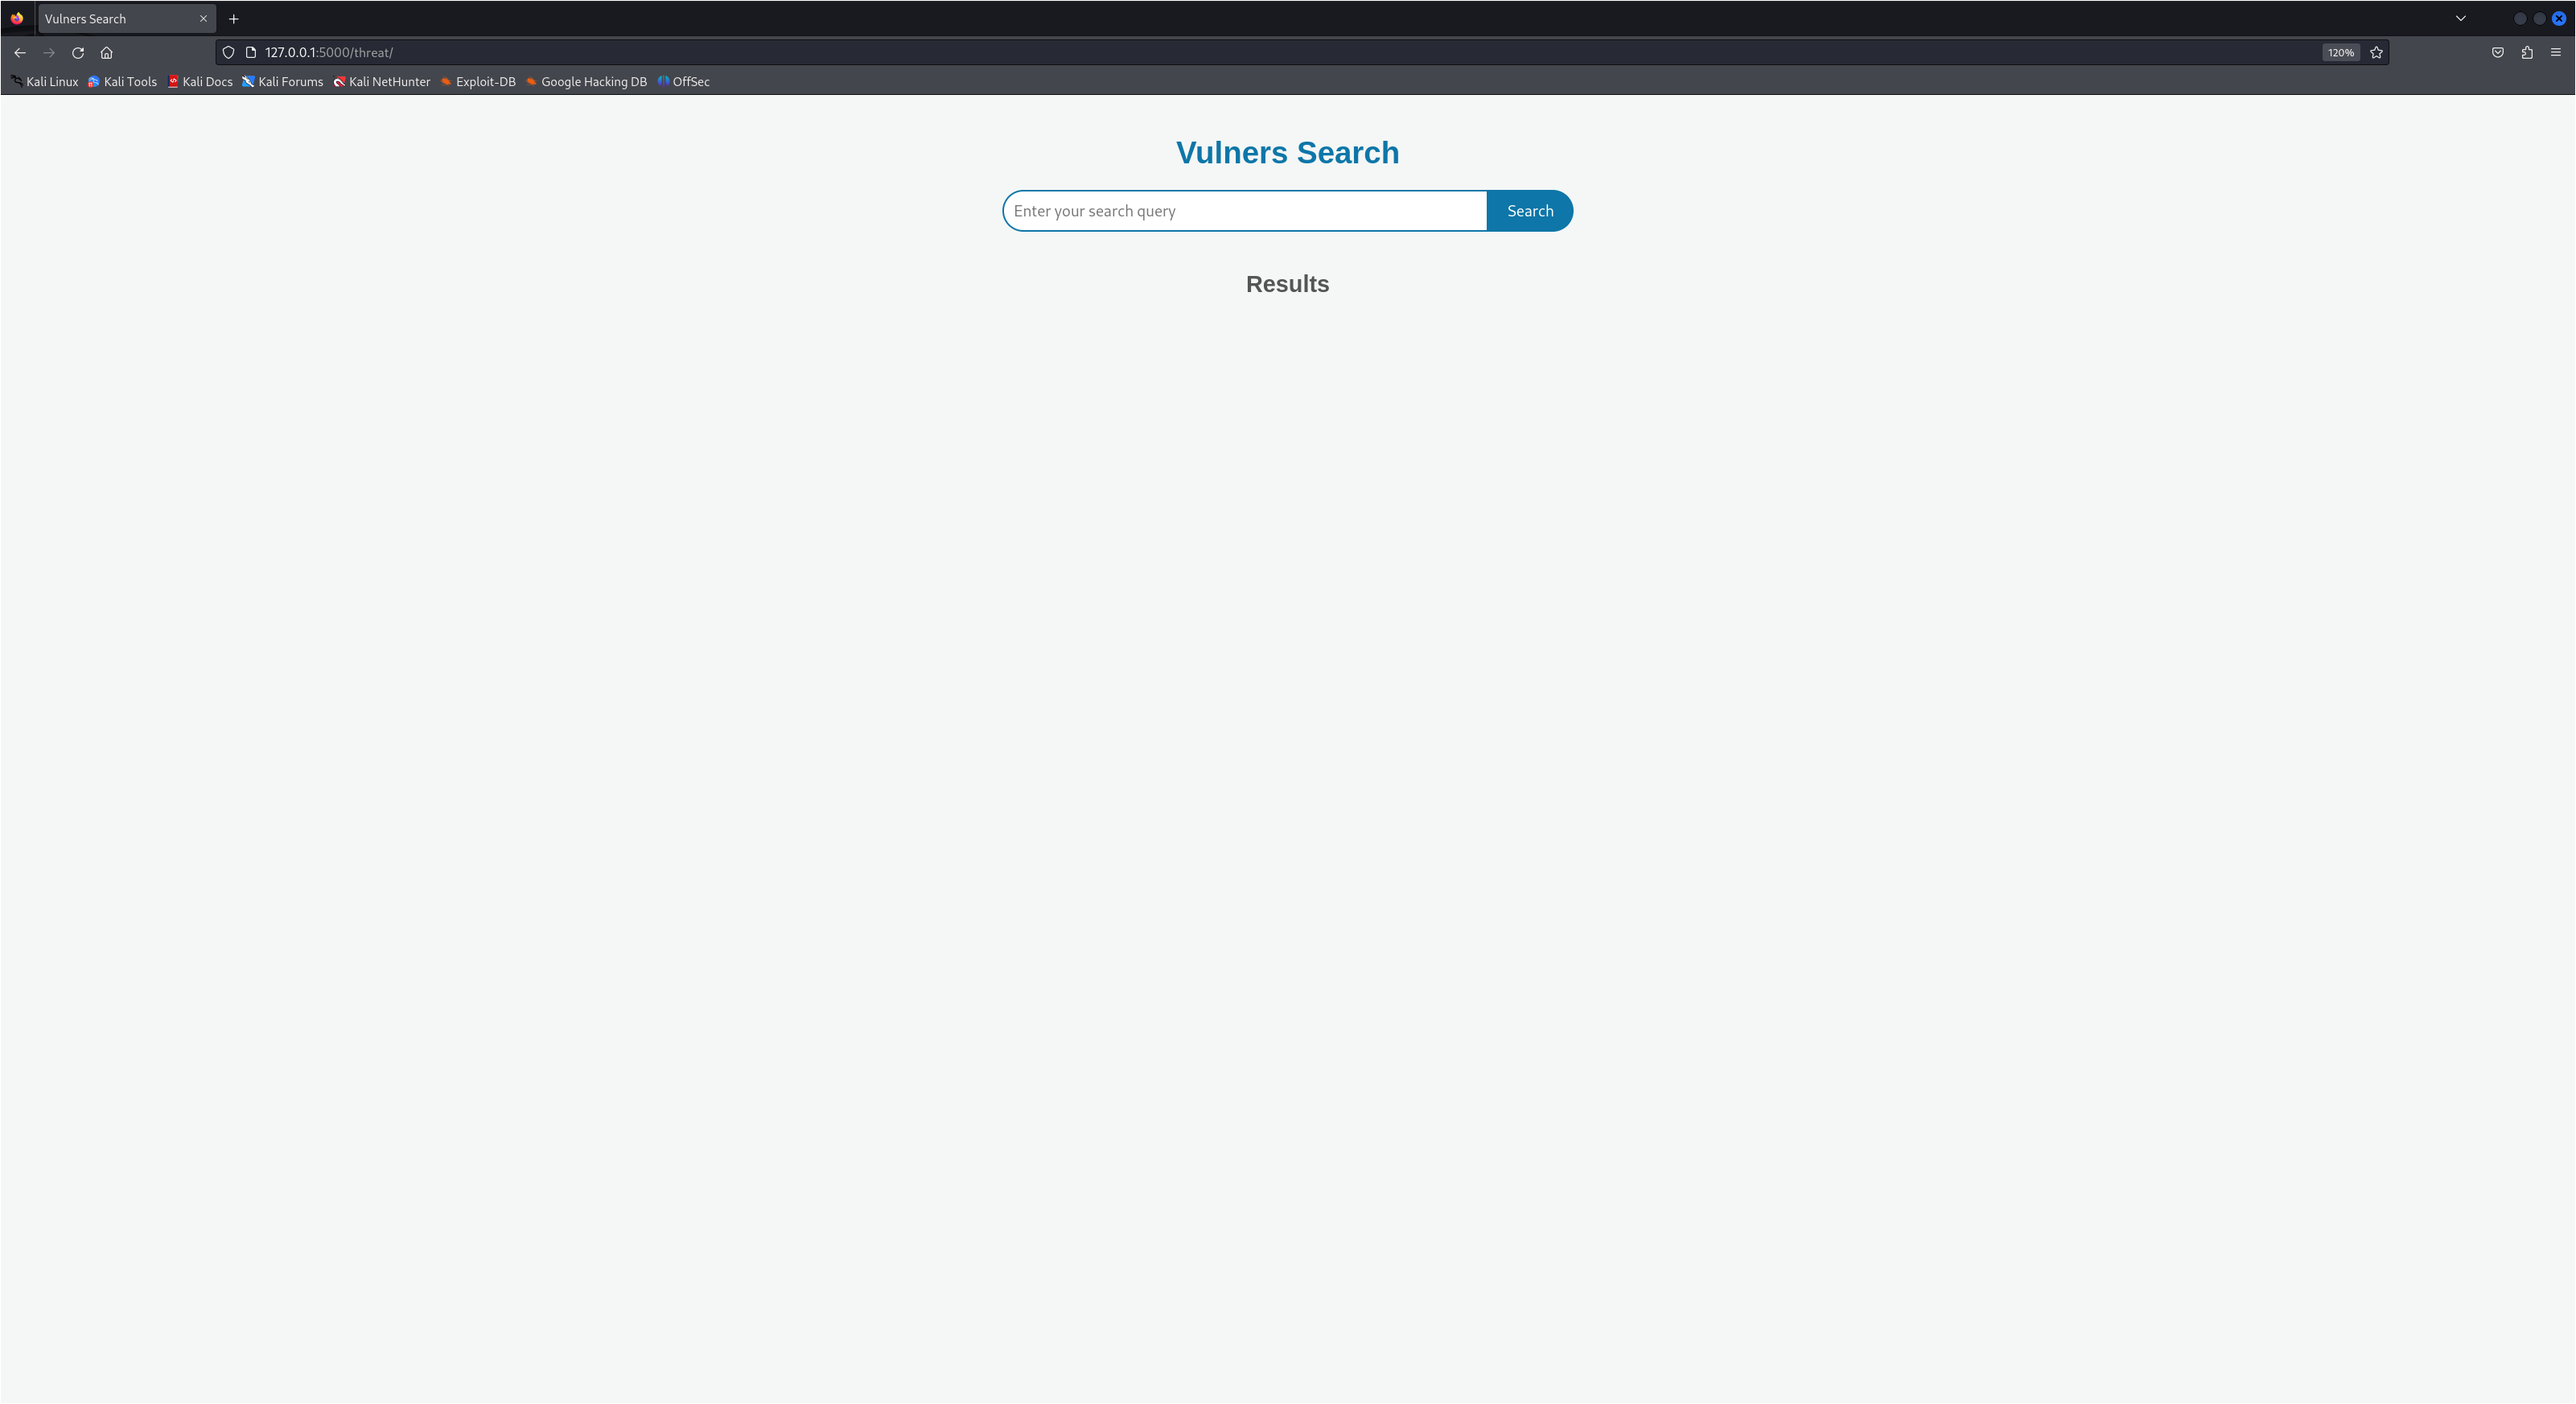 Vulners Search
127.0.0.1:5000/threat/
120%
Kali Linux Kali Tools Kali Docs Kali Forums Kali NetHunter Exploit-DB Google Hacking DB OffSec
Vulners Search
Enter your search query Search
Results